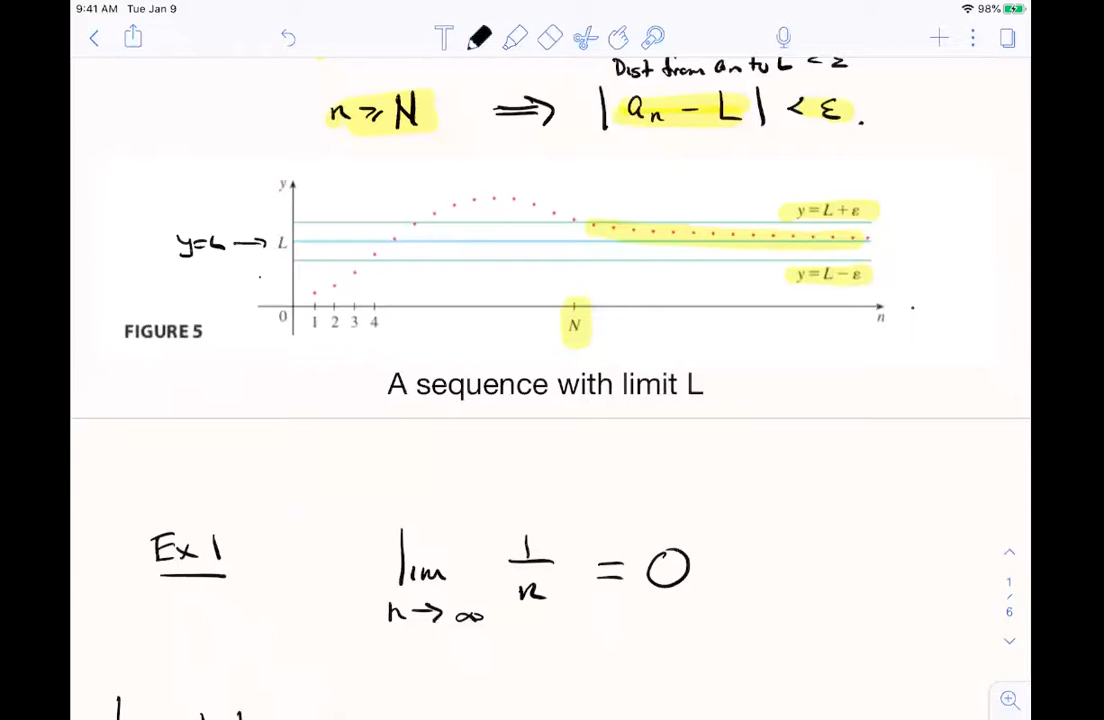 9:41 AM Tue Jan 9
98%
Dist from an to L < ε
n ≥ N ⟹ | aₙ − L | < ε .
y
y = L + ε
y=L → L
y = L − ε
0 1 2 3 4 N n
FIGURE 5
A sequence with limit L
Ex 1 lim 1/n = 0
n → ∞
1
/
6